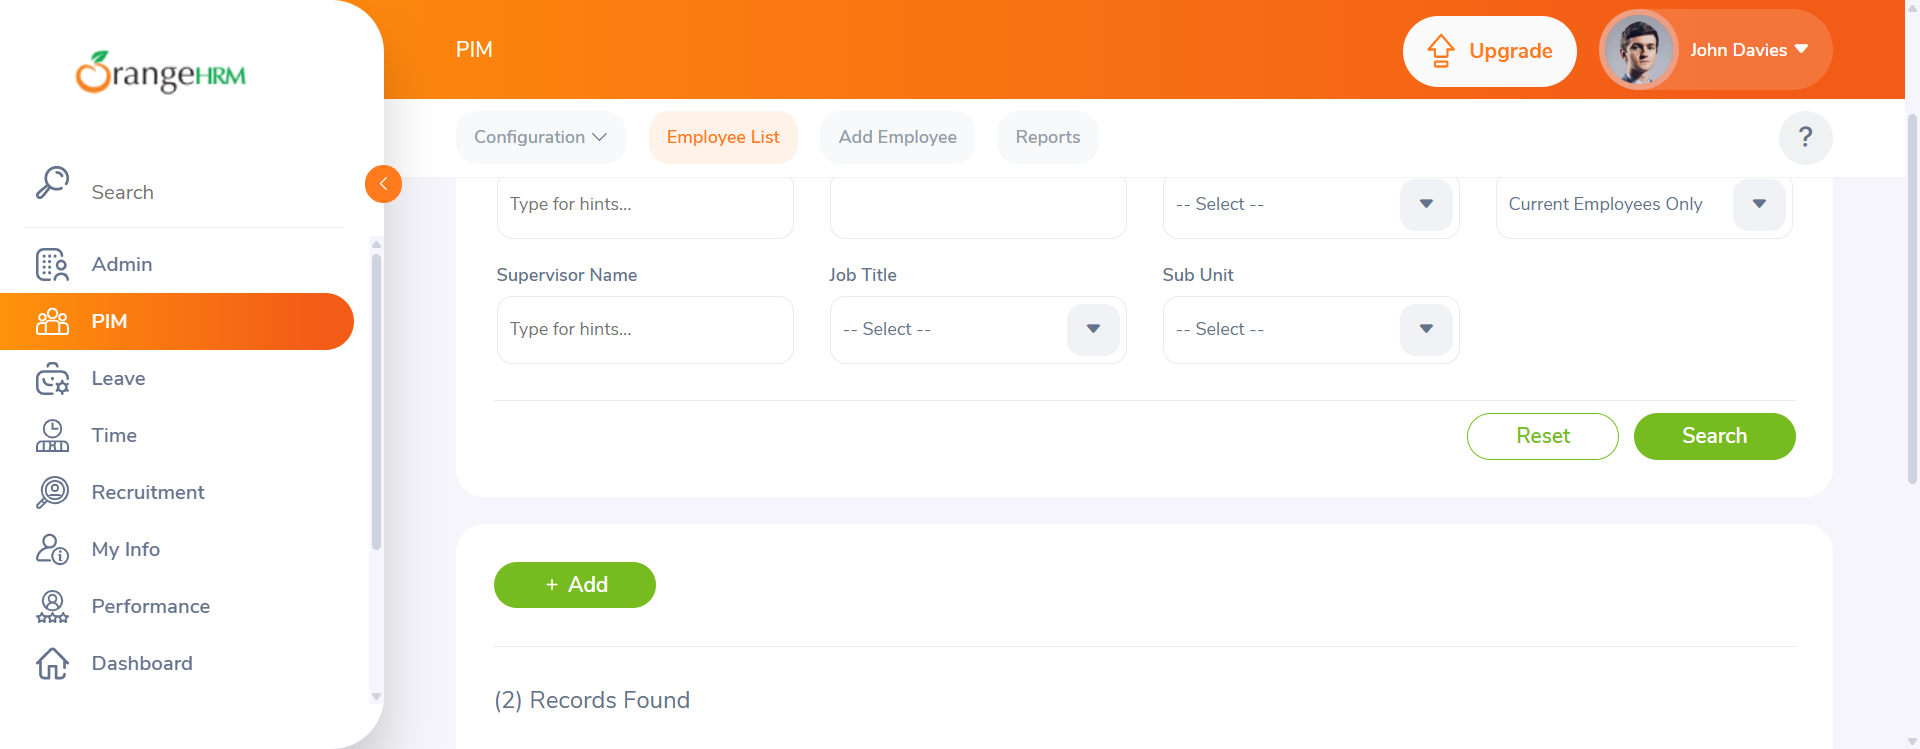 OrangeHRM
PIM
Upgrade
John Davies
Configuration
Employee List
Add Employee
Reports
?
Search
Admin
PIM
Leave
Time
Recruitment
My Info
Performance
Dashboard
Type for hints...
-- Select --
Current Employees Only
Supervisor Name
Job Title
Sub Unit
Type for hints...
-- Select --
-- Select --
Reset
Search
+ Add
(2) Records Found